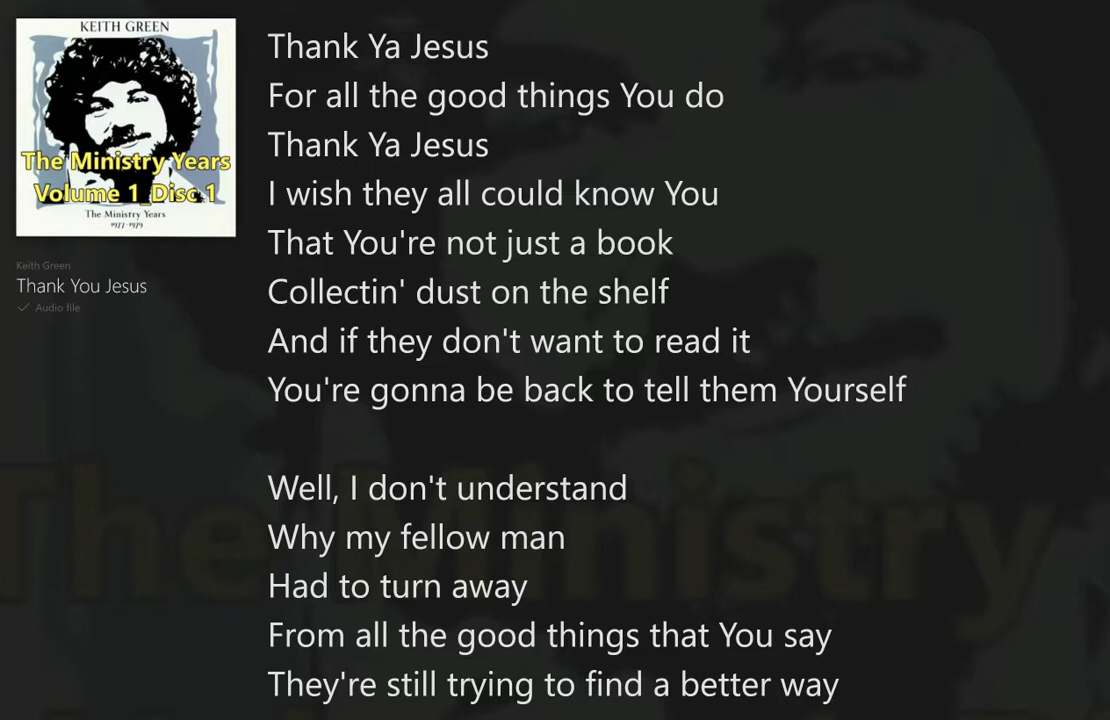 KEITH GREEN
The Ministry Years
Volume 1_Disc 1
The Ministry Years
1977-1979
Keith Green
Thank You Jesus
Audio file
Thank Ya Jesus
For all the good things You do
Thank Ya Jesus
I wish they all could know You
That You're not just a book
Collectin' dust on the shelf
And if they don't want to read it
You're gonna be back to tell them Yourself
Well, I don't understand
Why my fellow man
Had to turn away
From all the good things that You say
They're still trying to find a better way
The Ministry